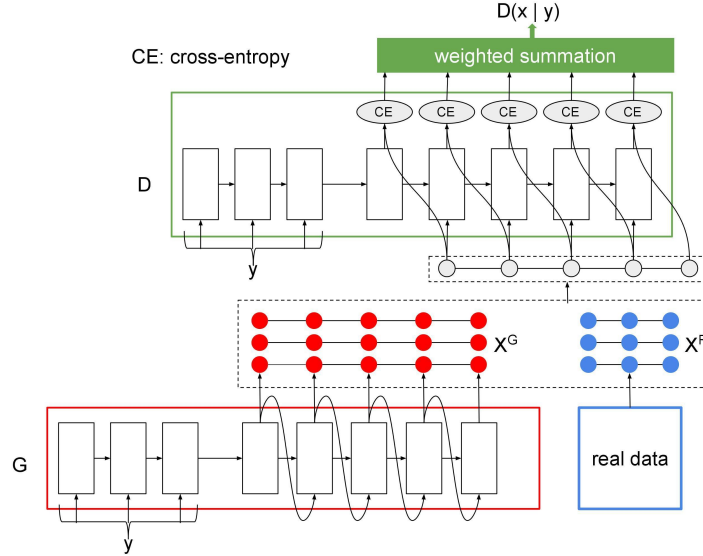 D(x | y)
CE: cross-entropy
weighted summation
CE CE CE CE CE
D
y
X^G
X^
G
real data
y